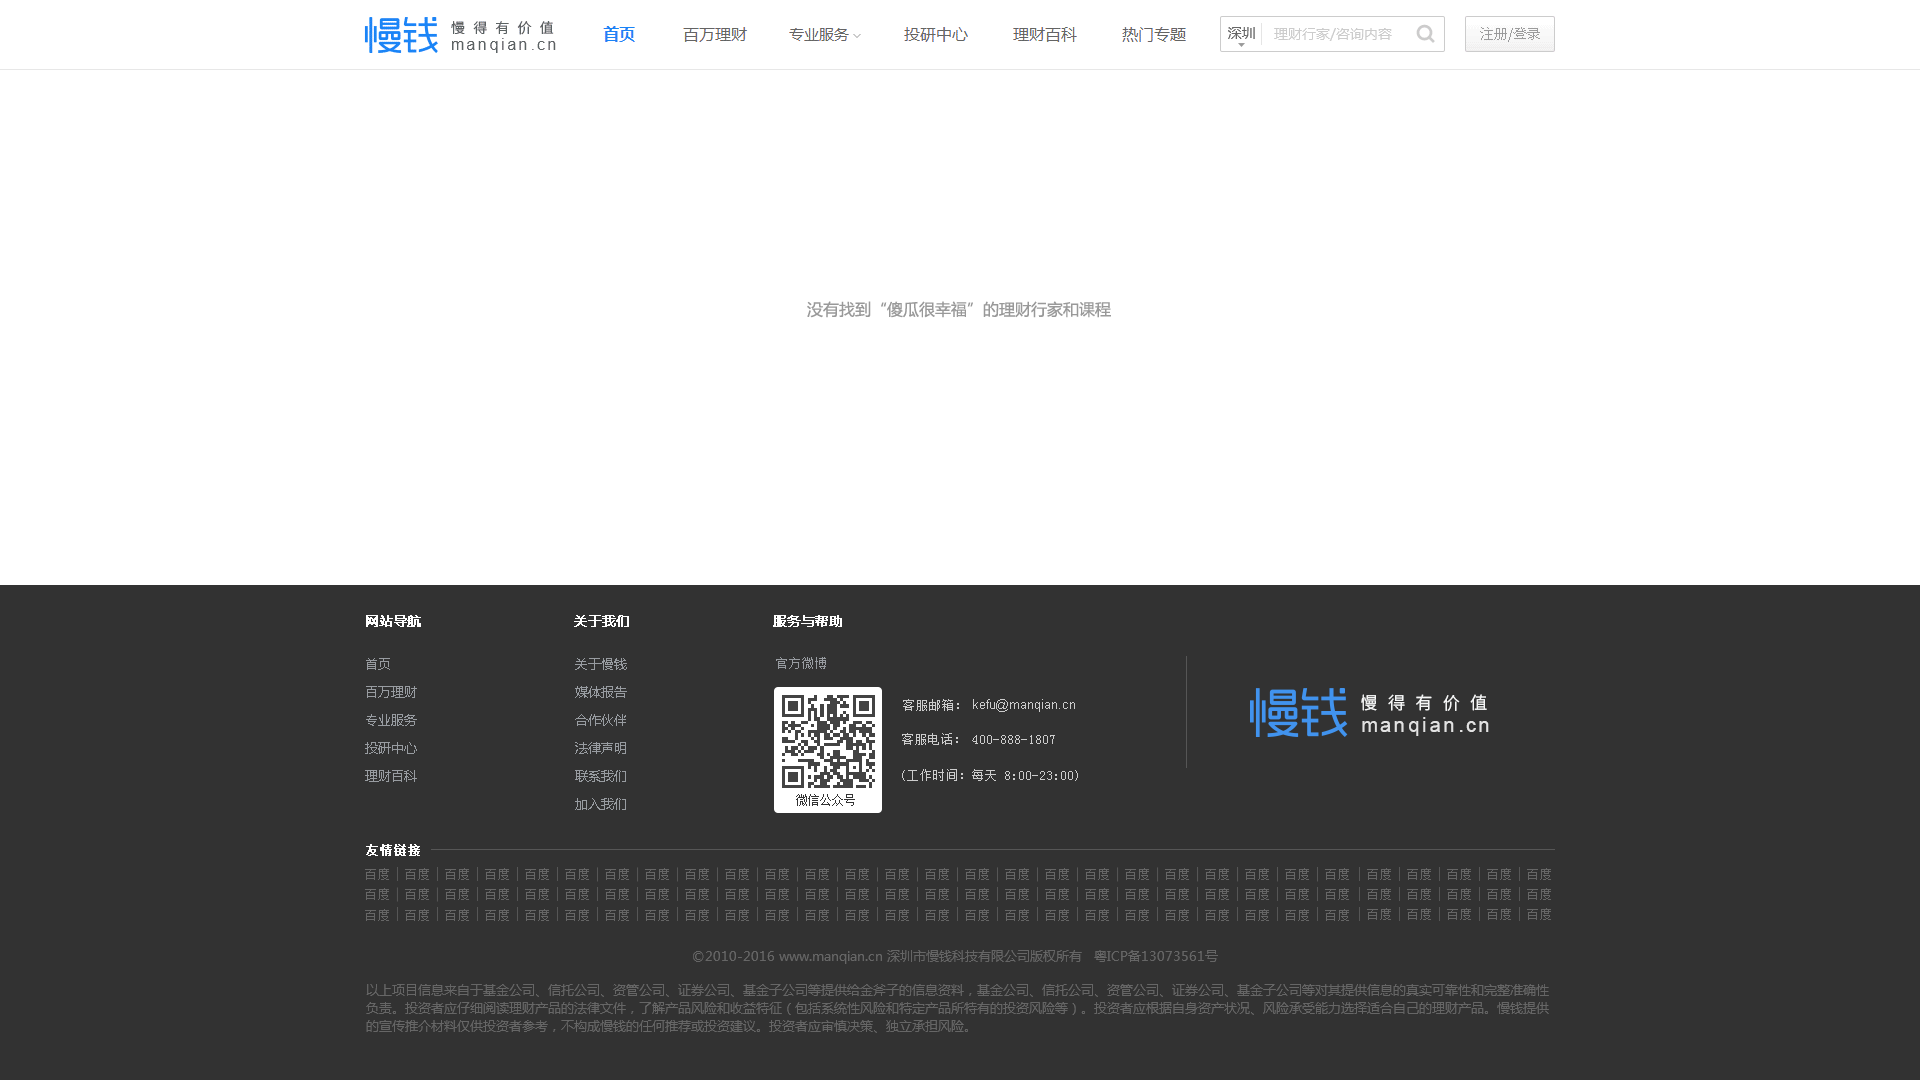 慢钱 慢得有价值 manqian.cn 首页 百万理财 专业服务 投研中心 理财百科 热门专题 深圳 理财行家/咨询内容 注册/登录
没有找到“傻瓜很幸福”的理财行家和课程
网站导航 关于我们 服务与帮助
首页 关于慢钱 官方微博
百万理财 媒体报告
专业服务 合作伙伴
投研中心 法律声明
理财百科 联系我们
加入我们
客服邮箱： kefu@manqian.cn
客服电话： 400-888-1807
(工作时间：每天 8:00-23:00)
微信公众号
慢钱 慢得有价值
manqian.cn
友情链接
百度 百度 百度 百度 百度 百度 百度 百度 百度 百度 百度 百度 百度 百度 百度 百度 百度 百度 百度 百度 百度 百度 百度 百度 百度 百度 百度 百度 百度 百度
百度 百度 百度 百度 百度 百度 百度 百度 百度 百度 百度 百度 百度 百度 百度 百度 百度 百度 百度 百度 百度 百度 百度 百度 百度 百度 百度 百度 百度 百度
百度 百度 百度 百度 百度 百度 百度 百度 百度 百度 百度 百度 百度 百度 百度 百度 百度 百度 百度 百度 百度 百度 百度 百度 百度 百度 百度 百度 百度 百度
©2010-2016 www.manqian.cn 深圳市慢钱科技有限公司版权所有 粤ICP备13073561号
以上项目信息来自于基金公司、信托公司、资管公司、证券公司、基金子公司等提供给金斧子的信息资料，基金公司、信托公司、资管公司、证券公司、基金子公司等对其提供信息的真实可靠性和完整准确性
负责。投资者应仔细阅读理财产品的法律文件，了解产品风险和收益特征（包括系统性风险和特定产品所特有的投资风险等）。投资者应根据自身资产状况、风险承受能力选择适合自己的理财产品。慢钱提供
的宣传推介材料仅供投资者参考，不构成慢钱的任何推荐或投资建议。投资者应审慎决策、独立承担风险。